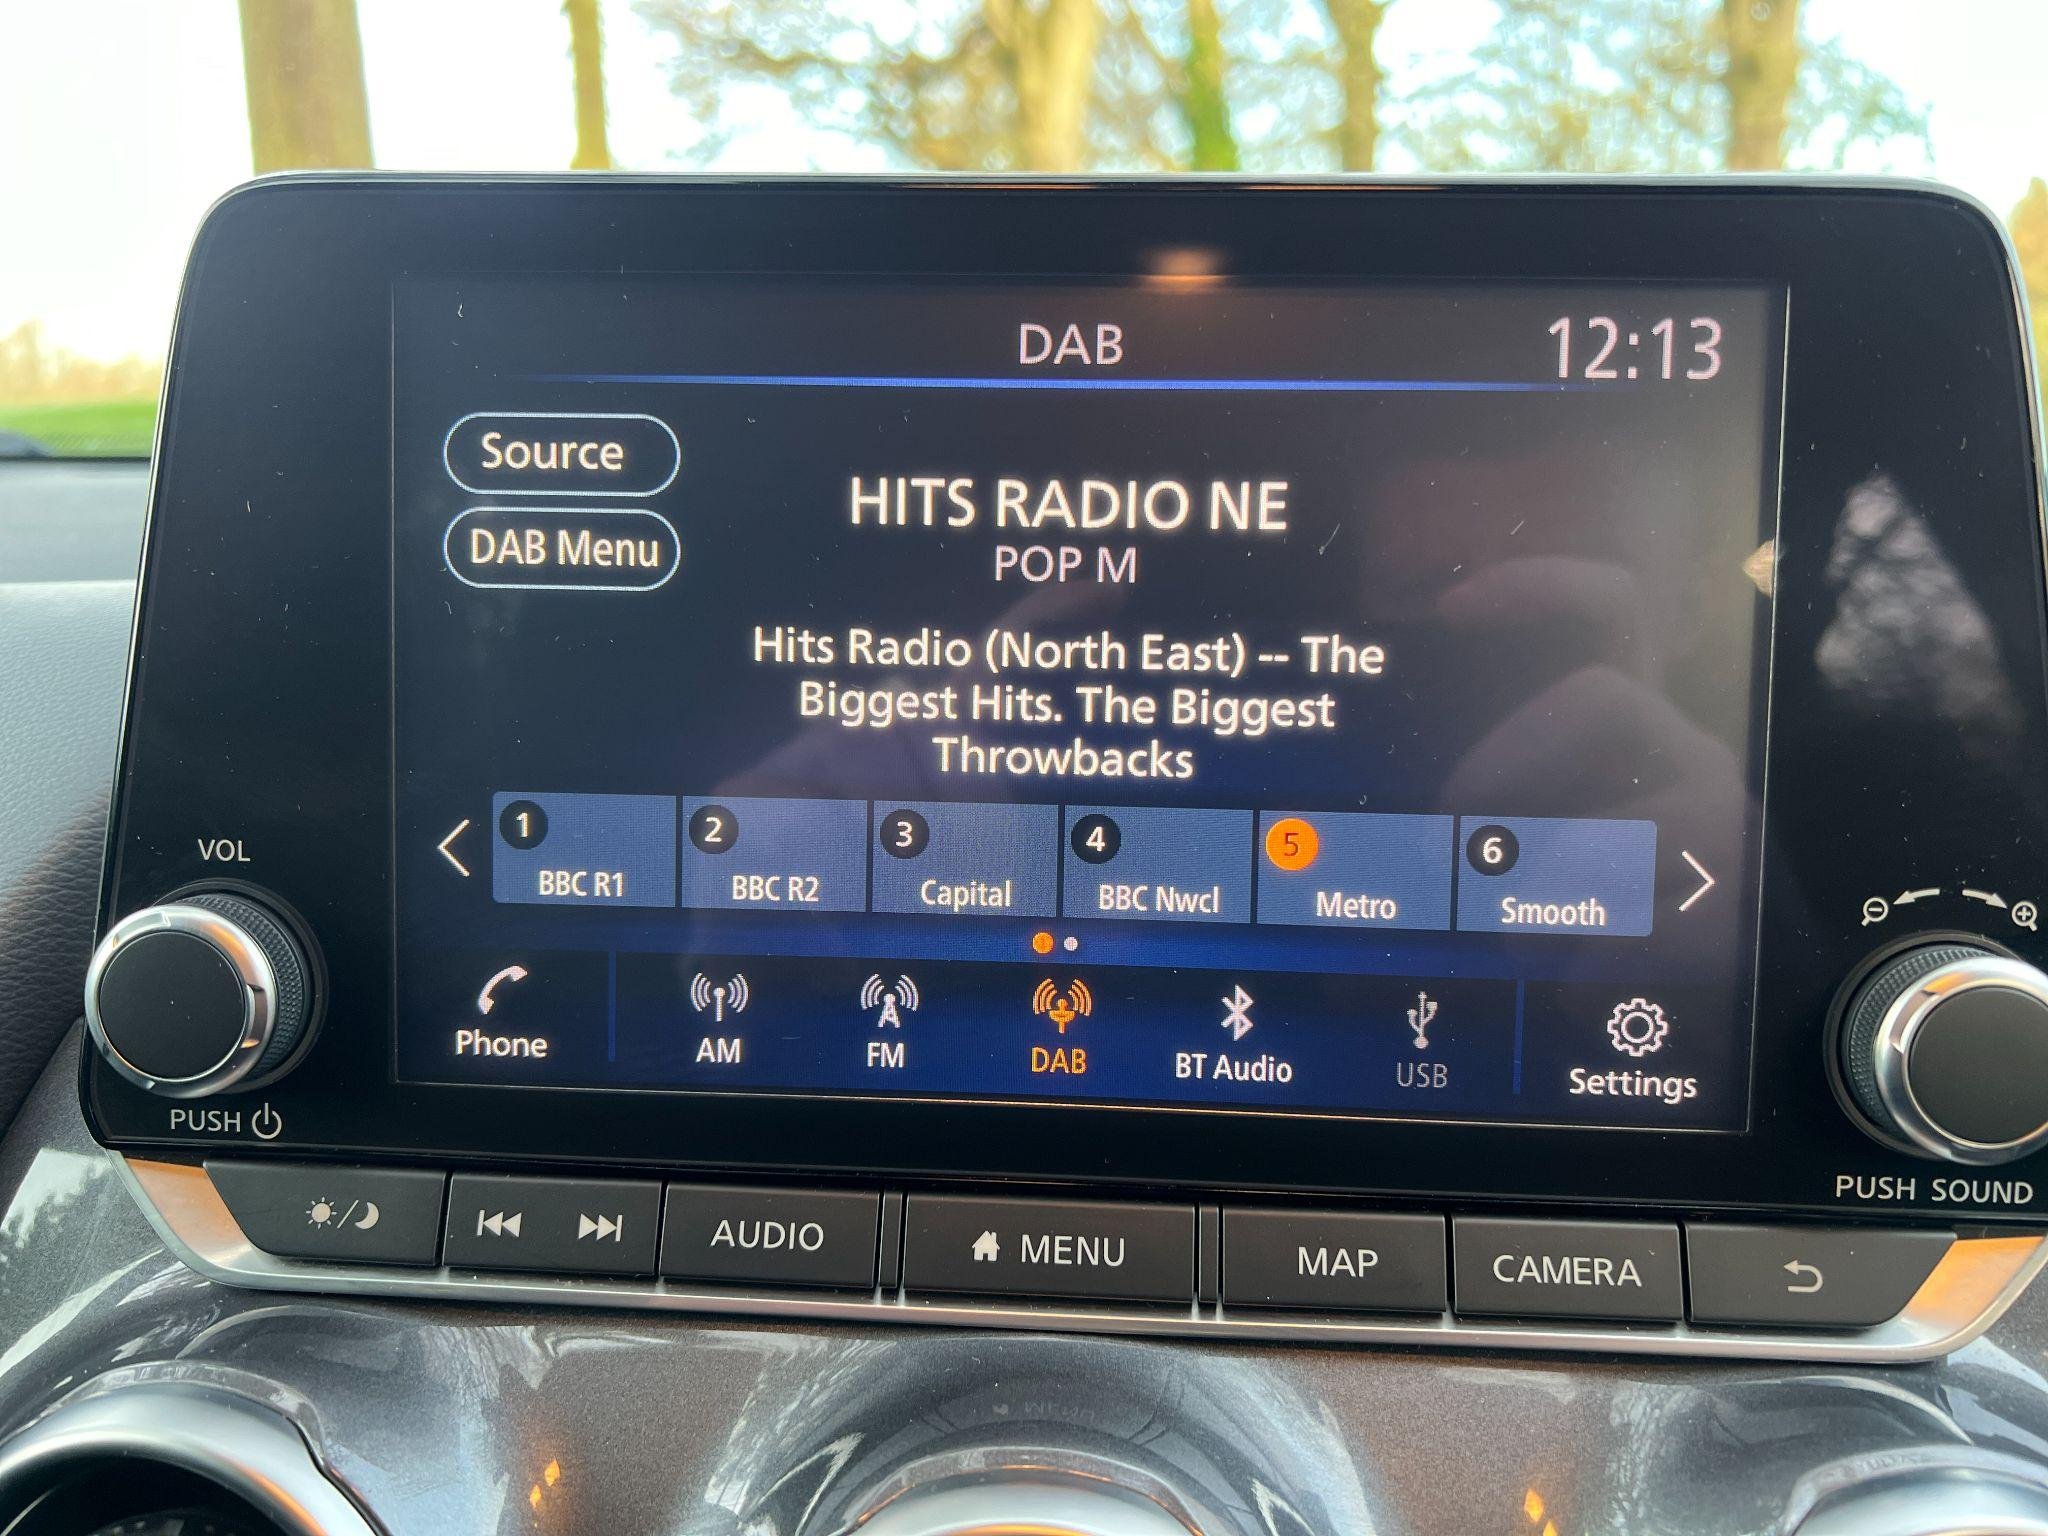 DAB
12:13
Source
DAB Menu
HITS RADIO NE
POP M
Hits Radio (North East) -- The
Biggest Hits. The Biggest
Throwbacks
1
BBC R1
2
BBC R2
3
Capital
4
BBC Nwcl
5
Metro
6
Smooth
Phone
AM
FM
DAB
BT Audio
USB
Settings
VOL
PUSH
PUSH SOUND
AUDIO
MENU
MAP
CAMERA